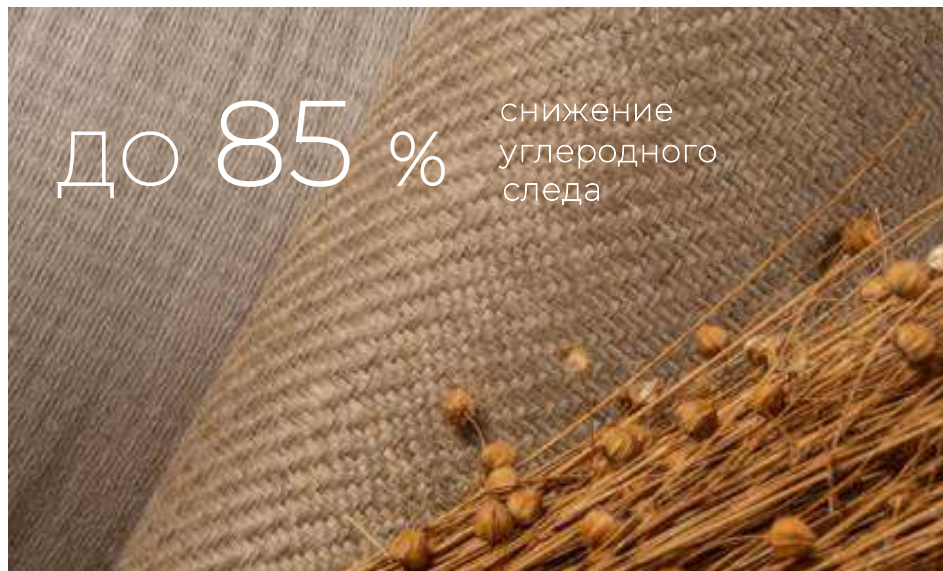 до 85 %
снижение
углеродного
следа